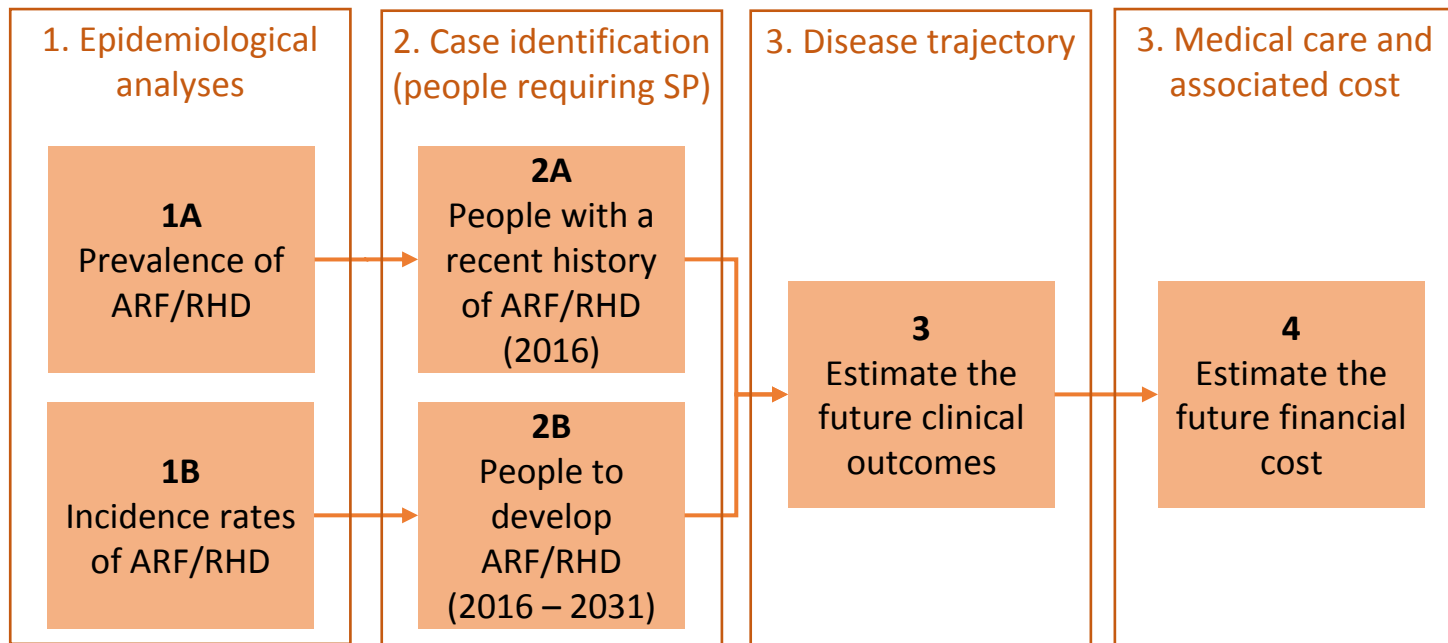 1. Epidemiological
analyses
1A
Prevalence of
ARF/RHD
1B
Incidence rates
of ARF/RHD
2. Case identification
(people requiring SP)
2A
People with a
recent history
of ARF/RHD
(2016)
2B
People to
develop
ARF/RHD
(2016 – 2031)
3. Disease trajectory
3
Estimate the
future clinical
outcomes
3. Medical care and
associated cost
4
Estimate the
future financial
cost